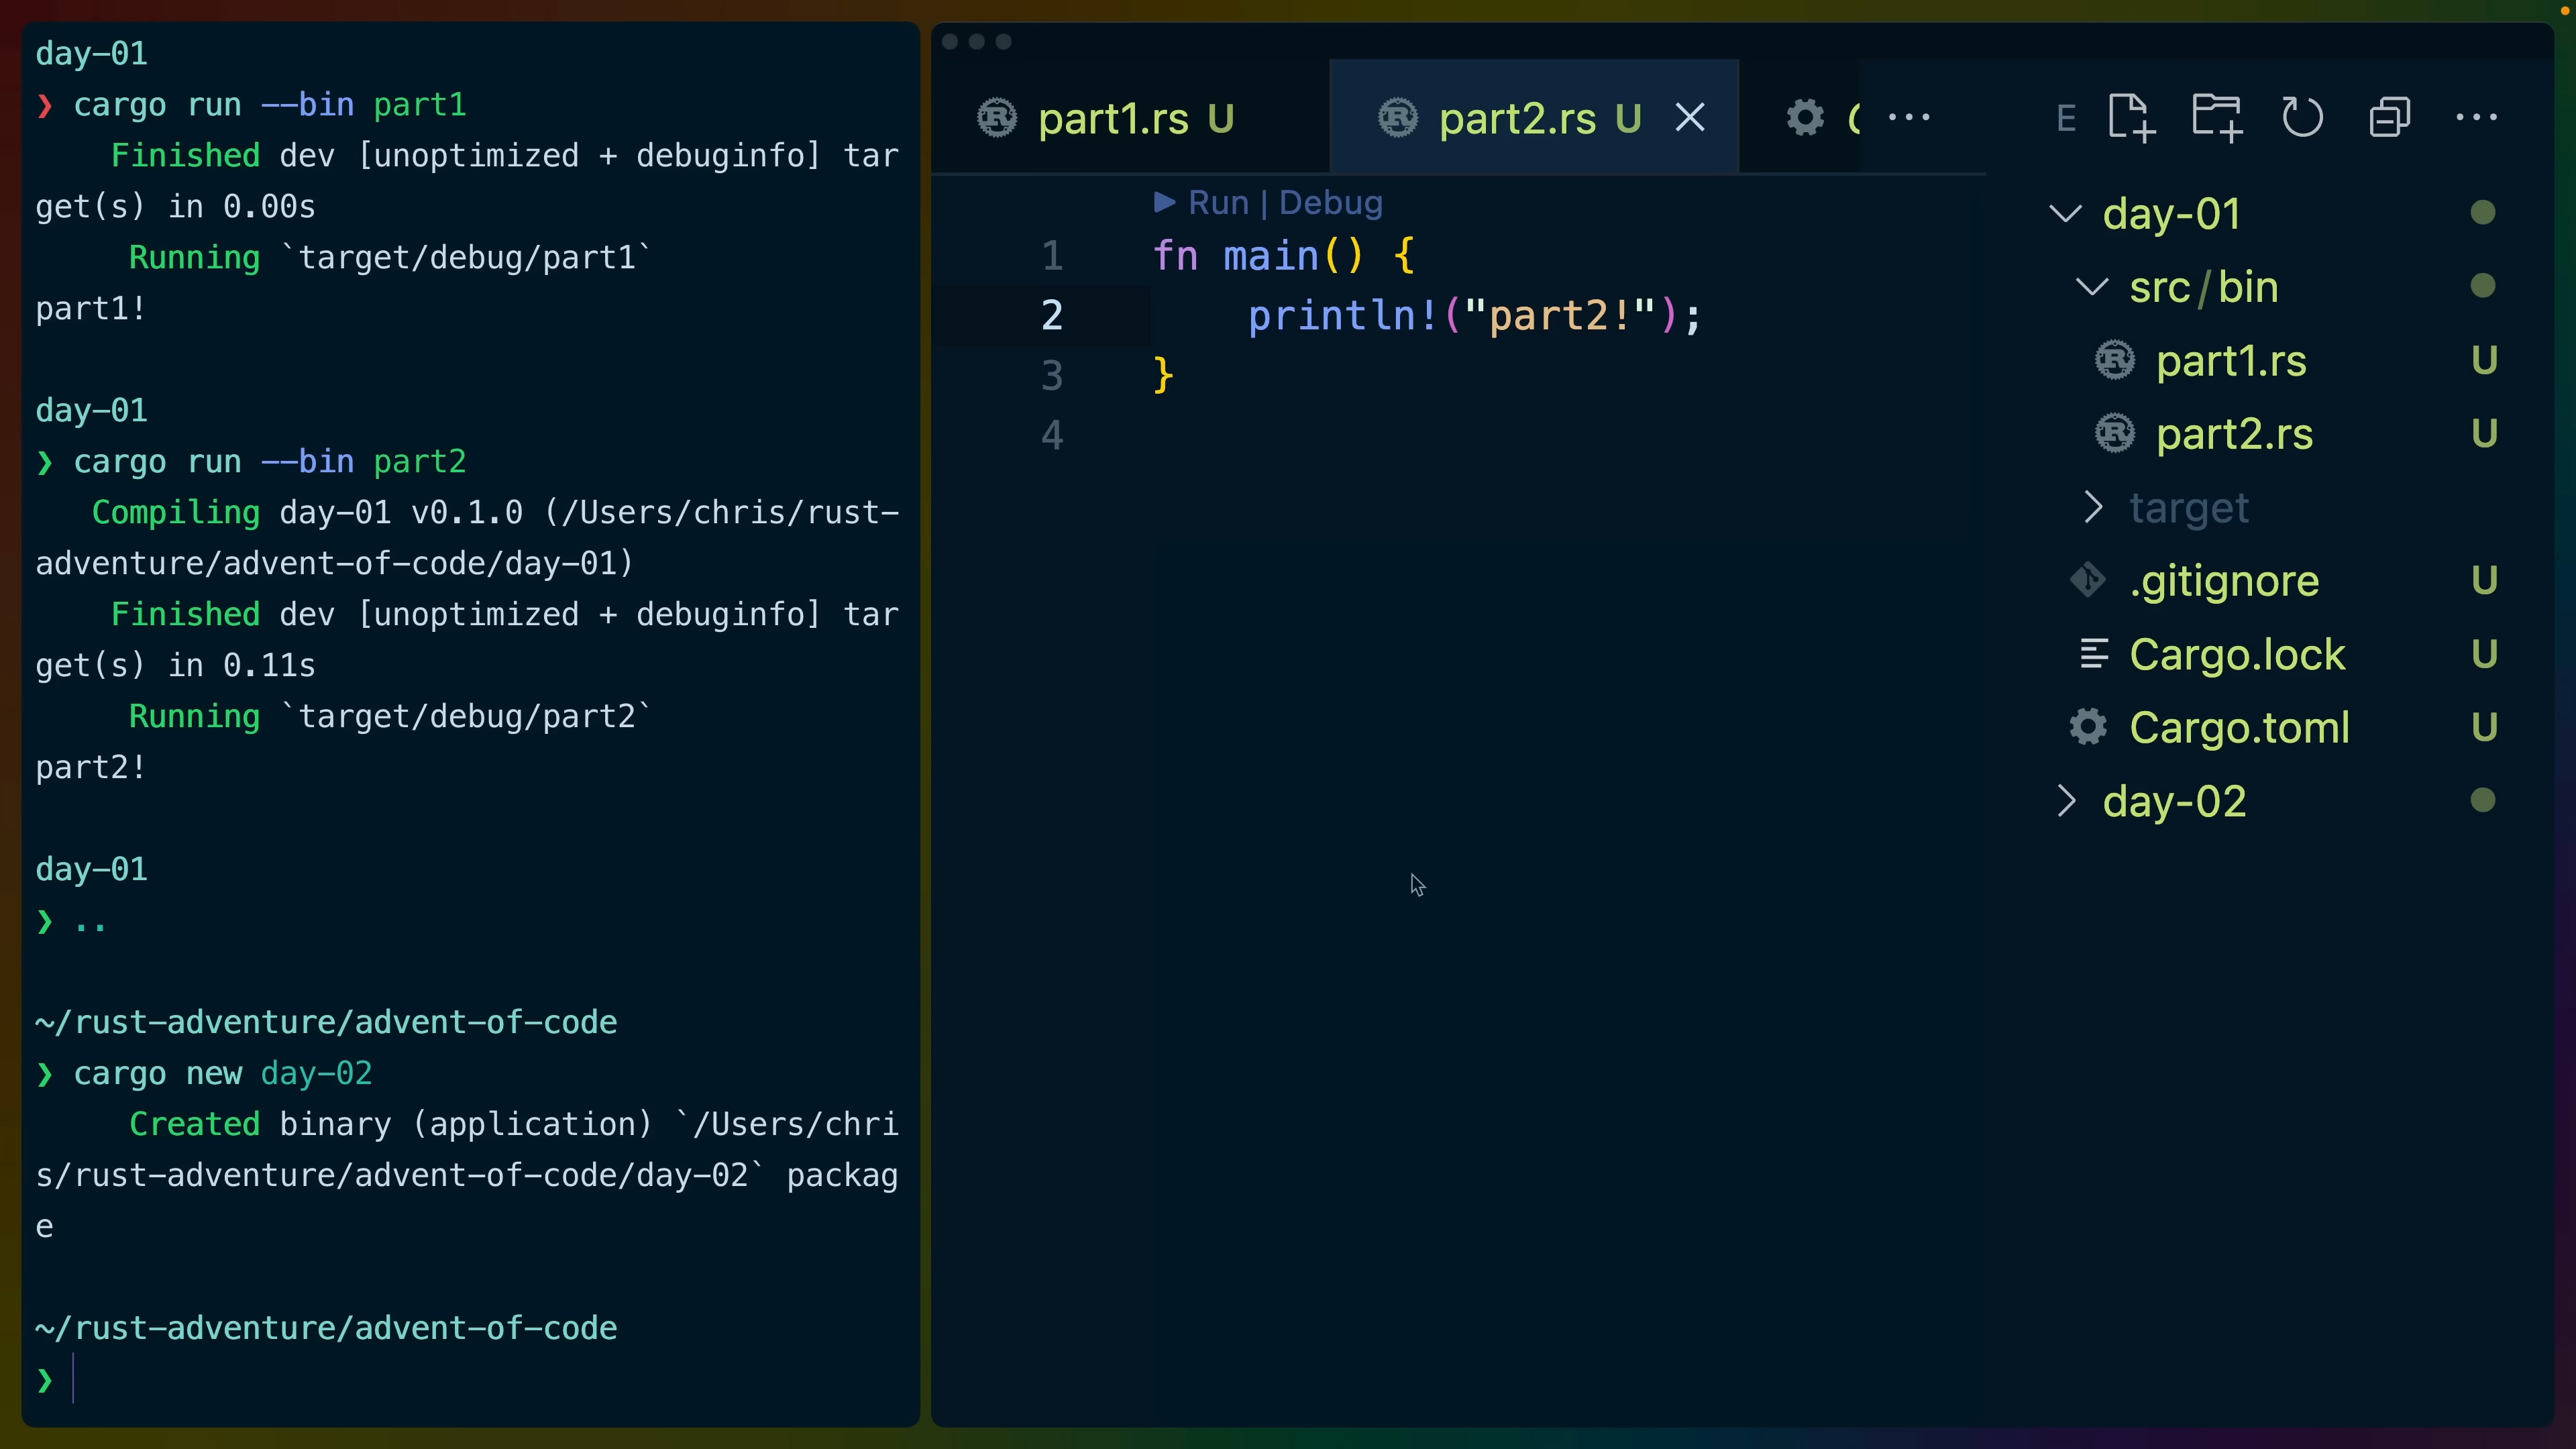 day-01
❯ cargo run --bin part1
Finished dev [unoptimized + debuginfo] tar
get(s) in 0.00s
Running `target/debug/part1`
part1!
day-01
❯ cargo run --bin part2
Compiling day-01 v0.1.0 (/Users/chris/rust-
adventure/advent-of-code/day-01)
Finished dev [unoptimized + debuginfo] tar
get(s) in 0.11s
Running `target/debug/part2`
part2!
day-01
❯ ..
~/rust-adventure/advent-of-code
❯ cargo new day-02
Created binary (application) `/Users/chri
s/rust-adventure/advent-of-code/day-02` packag
e
~/rust-adventure/advent-of-code
❯
part1.rs U
part2.rs U
Run | Debug
1 fn main() {
2 println!("part2!");
3 }
4
E
day-01
src/bin
part1.rs U
part2.rs U
target
.gitignore U
Cargo.lock U
Cargo.toml U
day-02